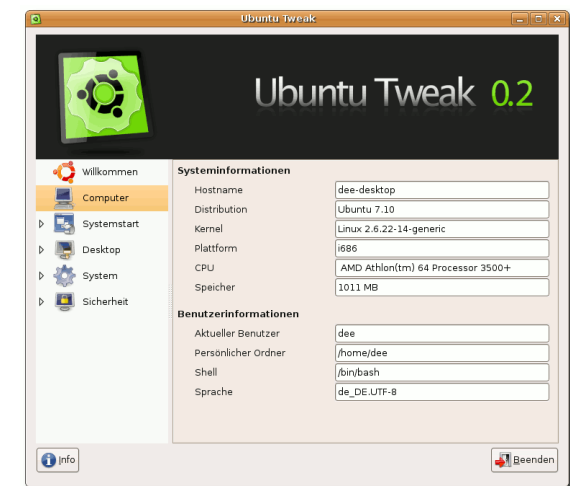 Ubuntu Tweak
Ubuntu Tweak 0.2
Willkommen
Computer
Systemstart
Desktop
System
Sicherheit
Systeminformationen
Hostname dee-desktop
Distribution Ubuntu 7.10
Kernel Linux 2.6.22-14-generic
Plattform i686
CPU AMD Athlon(tm) 64 Processor 3500+
Speicher 1011 MB
Benutzerinformationen
Aktueller Benutzer dee
Persönlicher Ordner /home/dee
Shell /bin/bash
Sprache de_DE.UTF-8
Info
Beenden